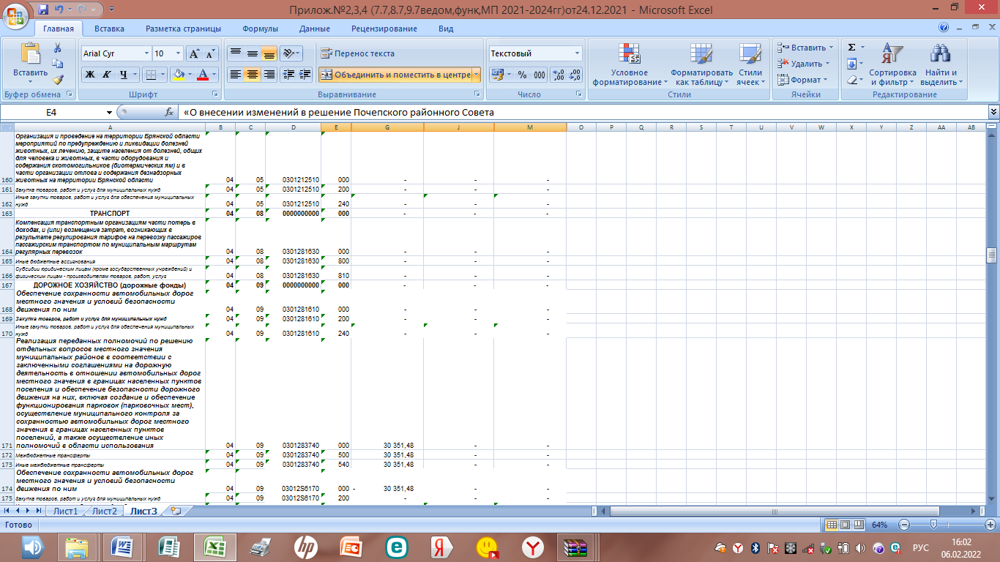 Прилож.№2,3,4 (7.7,8.7,9.7ведом,функ,МП 2021-2024гг)от24.12.2021 - Microsoft Excel
Главная Вставка Разметка страницы Формулы Данные Рецензирование Вид
Arial Cyr 10 Перенос текста Текстовый Вставить
Удалить
Вставить Ж К Ч Объединить и поместить в центре % 000 Условное форматирование Форматировать как таблицу Стили ячеек Формат Сортировка и фильтр Найти и выделить
Буфер обмена Шрифт Выравнивание Число Стили Ячейки Редактирование
E4 fx «О внесении изменений в решение Почепского районного Совета
A B C D E G J M O P Q R S T U V W X Y Z AA AB
Организация и проведение на территории Брянской области
мероприятий по предупреждению и ликвидации болезней
животных, их лечению, защите населения от болезней, общих
для человека и животных, в части оборудования и
содержания скотомогильников (биотермических ям) и в
части организации отлова и содержания безнадзорных
160 животных на территории Брянской области 04 05 0301212510 000 - - -
161 Закупка товаров, работ и услуг для муниципальных нужд 04 05 0301212510 200 - - -
Иные закупки товаров, работ и услуг для обеспечения муниципальных
162 нужд 04 05 0301212510 240 - - -
163 ТРАНСПОРТ 04 08 0000000000 000 - - -
Компенсация транспортным организациям части потерь в
доходах, и (или) возмещение затрат, возникающих в
результате регулирования тарифов на перевозку пассажиров
пассажирским транспортом по муниципальным маршрутам
164 регулярных перевозок 04 08 0301281630 000 - - -
165 Иные бюджетные ассигнования 04 08 0301281630 800 - - -
Субсидии юридическим лицам (кроме государственных учреждений) и
166 физическим лицам - производителям товаров, работ, услуг 04 08 0301281630 810 - - -
167 ДОРОЖНОЕ ХОЗЯЙСТВО (дорожные фонды) 04 09 0000000000 000 - - -
Обеспечение сохранности автомобильных дорог
местного значения и условий безопасности
168 движения по ним 04 09 0301281610 000 - - -
169 Закупка товаров, работ и услуг для муниципальных нужд 04 09 0301281610 200 - - -
Иные закупки товаров, работ и услуг для обеспечения муниципальных
170 нужд 04 09 0301281610 240 - - -
Реализация переданных полномочий по решению
отдельных вопросов местного значения
муниципальных районов в соответствии с
заключенными соглашениями на дорожную
деятельность в отношении автомобильных дорог
местного значения в границах населенных пунктов
поселения и обеспечение безопасности дорожного
движения на них, включая создание и обеспечение
функционирования парковок (парковочных мест),
осуществление муниципального контроля за
сохранностью автомобильных дорог местного
значения в границах населенных пунктов
поселений, а также осуществление иных
171 полномочий в области использования 04 09 0301283740 000 30 351,48 - -
172 Межбюджетные трансферты 04 09 0301283740 500 30 351,48 - -
173 Иные межбюджетные трансферты 04 09 0301283740 540 30 351,48 - -
Обеспечение сохранности автомобильных дорог
местного значения и условий безопасности
174 движения по ним 04 09 03012S6170 000 - 30 351,48 - -
175 Закупка товаров, работ и услуг для муниципальных нужд 04 09 03012S6170 200 - - -
Лист1 Лист2 Лист3
Готово 64%
РУС 16:02
06.02.2022